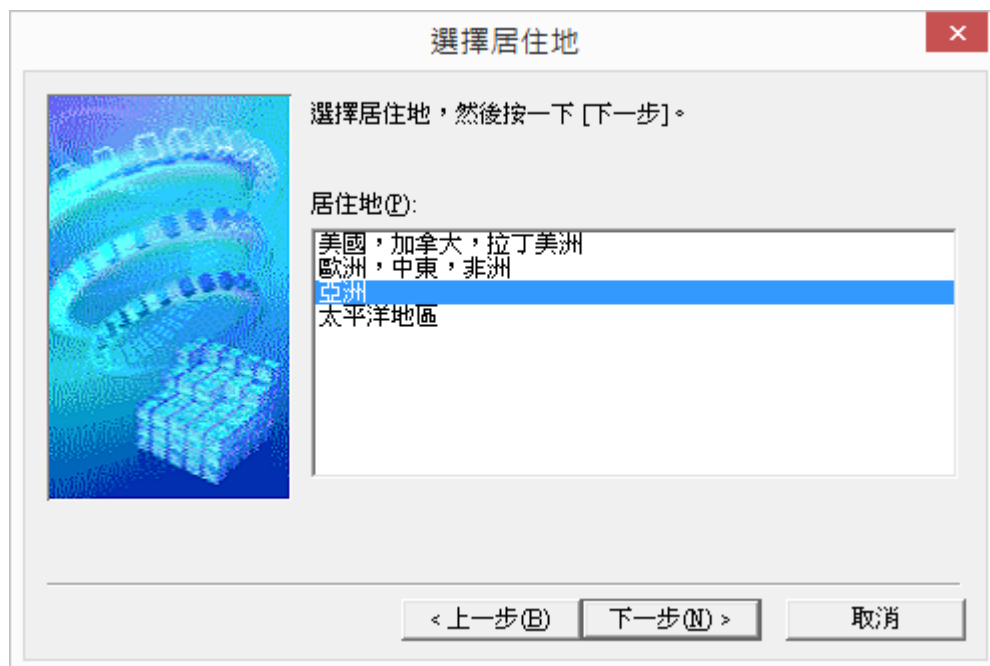 選擇居住地
選擇居住地，然後按一下 [下一步]。
居住地(P):
美國，加拿大，拉丁美洲
歐洲，中東，非洲
亞洲
太平洋地區
<上一步(B)
下一步(N) >
取消